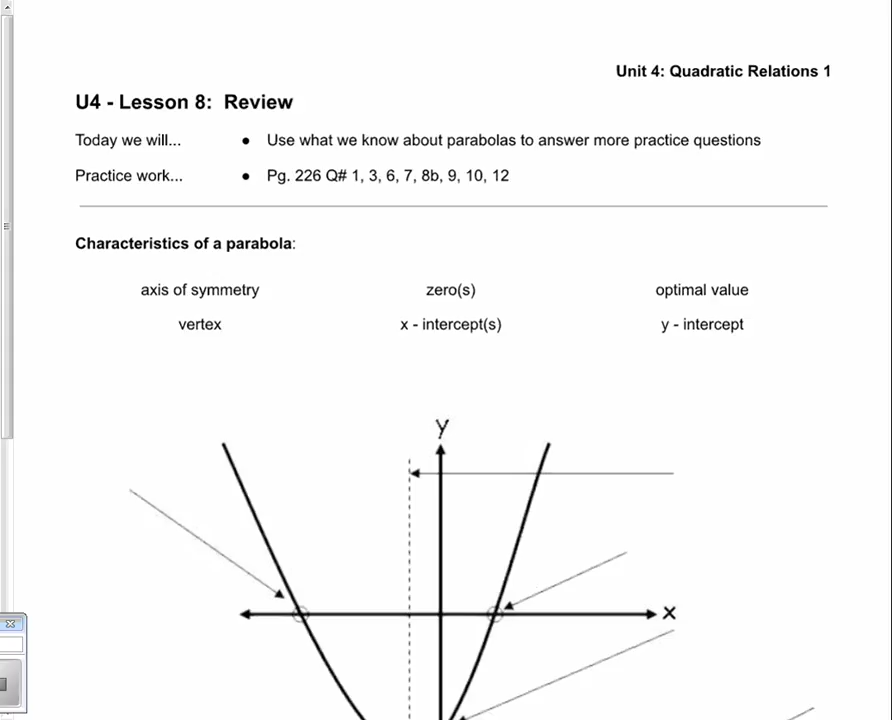 Unit 4: Quadratic Relations 1
U4 - Lesson 8: Review
Today we will... ● Use what we know about parabolas to answer more practice questions
Practice work... ● Pg. 226 Q# 1, 3, 6, 7, 8b, 9, 10, 12
Characteristics of a parabola:
axis of symmetry zero(s) optimal value
vertex x - intercept(s) y - intercept
y
x